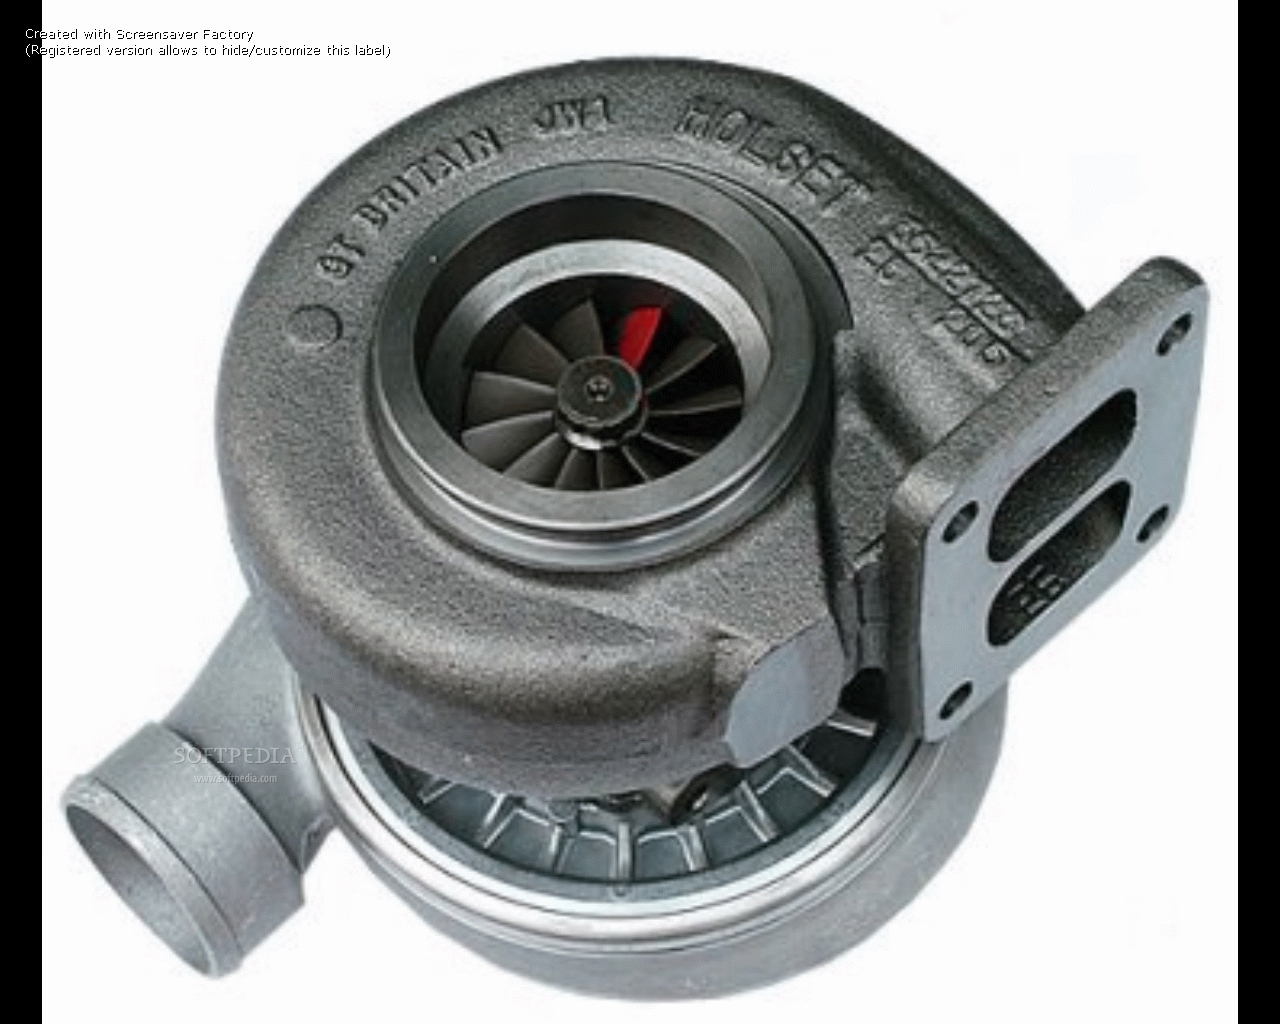 Created with Screensaver Factory
(Registered version allows to hide/customize this label)
GT BRITAIN JW1 HOLSET
SOFTPEDIA
www.softpedia.com